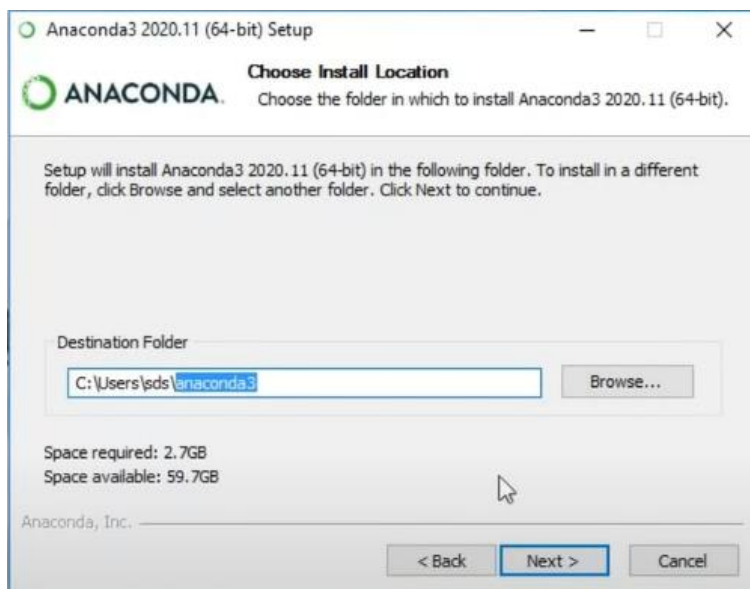 Anaconda3 2020.11 (64-bit) Setup
ANACONDA.
Choose Install Location
Choose the folder in which to install Anaconda3 2020.11 (64-bit).
Setup will install Anaconda3 2020.11 (64-bit) in the following folder. To install in a different
folder, click Browse and select another folder. Click Next to continue.
Destination Folder
C:\Users\sds\anaconda3
Browse...
Space required: 2.7GB
Space available: 59.7GB
Anaconda, Inc.
< Back
Next >
Cancel